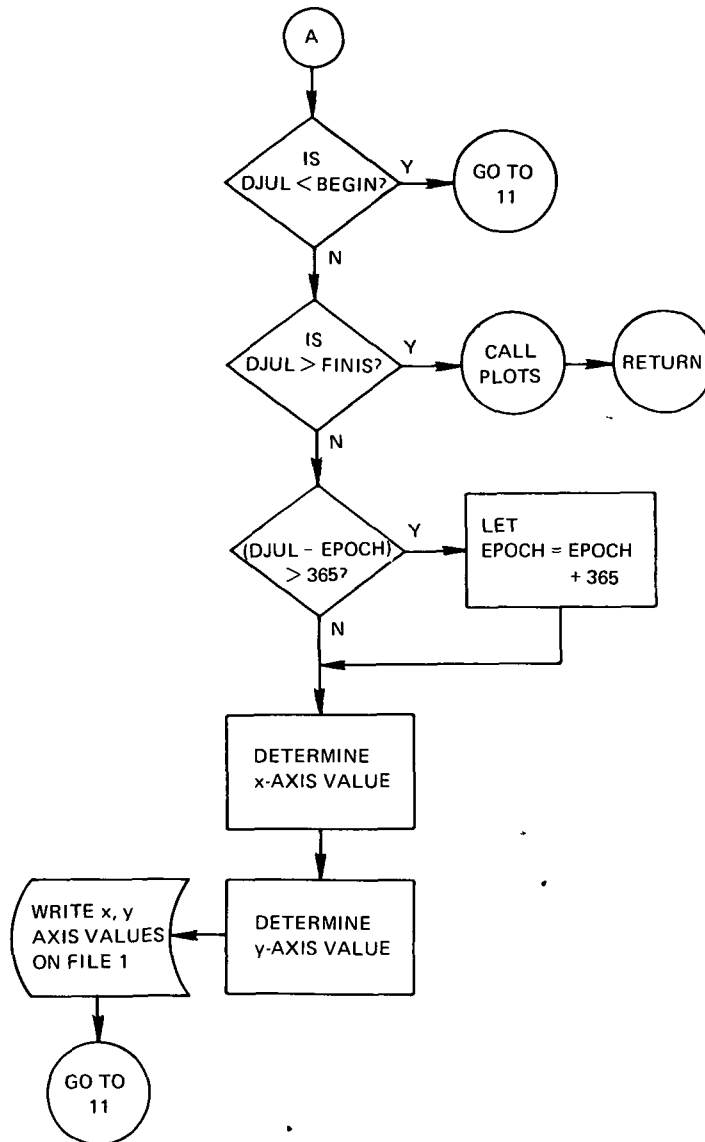 A
IS
DJUL < BEGIN?
Y
GO TO
11
N
IS
DJUL > FINIS?
Y
CALL
PLOTS
RETURN
N
(DJUL - EPOCH)
> 365?
Y
LET
EPOCH = EPOCH
+ 365
N
DETERMINE
x-AXIS VALUE
WRITE x, y
AXIS VALUES
ON FILE 1
DETERMINE
y-AXIS VALUE
GO TO
11